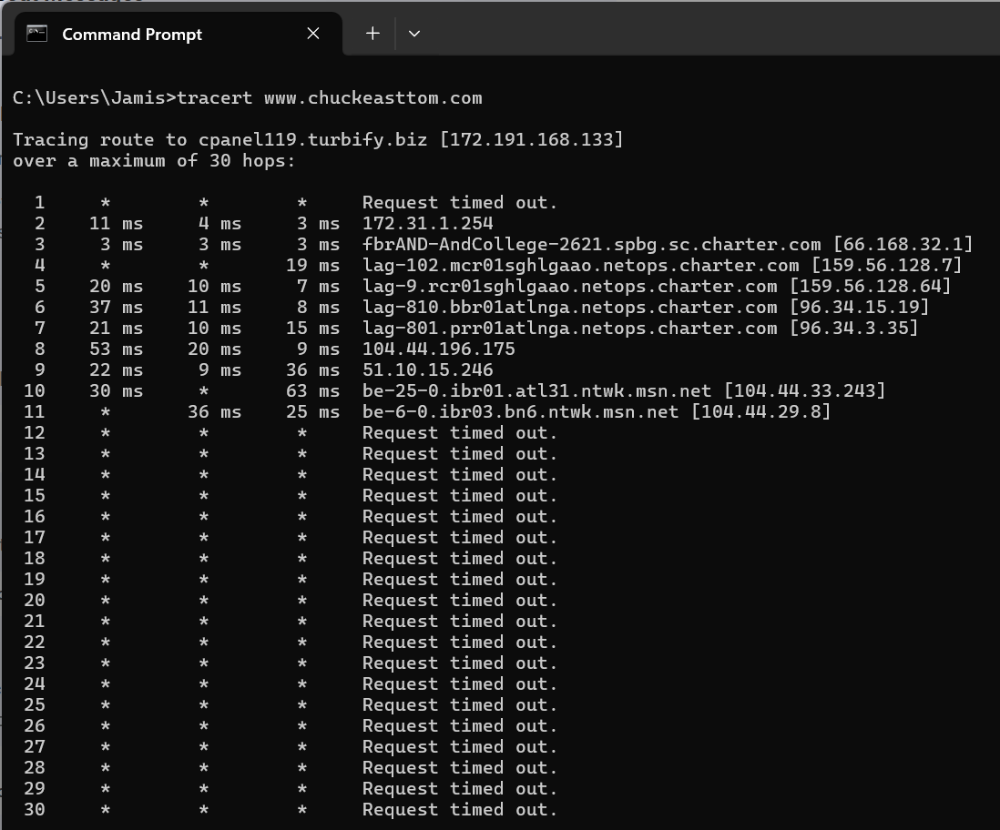 Command Prompt
C:\Users\Jamis>tracert www.chuckeasttom.com
Tracing route to cpanel119.turbify.biz [172.191.168.133]
over a maximum of 30 hops:
1 * * * Request timed out.
2 11 ms 4 ms 3 ms 172.31.1.254
3 3 ms 3 ms 3 ms fbrAND-AndCollege-2621.spbg.sc.charter.com [66.168.32.1]
4 * * 19 ms lag-102.mcr01sghlgaao.netops.charter.com [159.56.128.7]
5 20 ms 10 ms 7 ms lag-9.rcr01sghlgaao.netops.charter.com [159.56.128.64]
6 37 ms 11 ms 8 ms lag-810.bbr01atlnga.netops.charter.com [96.34.15.19]
7 21 ms 10 ms 15 ms lag-801.prr01atlnga.netops.charter.com [96.34.3.35]
8 53 ms 20 ms 9 ms 104.44.196.175
9 22 ms 9 ms 36 ms 51.10.15.246
10 30 ms * 63 ms be-25-0.ibr01.atl31.ntwk.msn.net [104.44.33.243]
11 * 36 ms 25 ms be-6-0.ibr03.bn6.ntwk.msn.net [104.44.29.8]
12 * * * Request timed out.
13 * * * Request timed out.
14 * * * Request timed out.
15 * * * Request timed out.
16 * * * Request timed out.
17 * * * Request timed out.
18 * * * Request timed out.
19 * * * Request timed out.
20 * * * Request timed out.
21 * * * Request timed out.
22 * * * Request timed out.
23 * * * Request timed out.
24 * * * Request timed out.
25 * * * Request timed out.
26 * * * Request timed out.
27 * * * Request timed out.
28 * * * Request timed out.
29 * * * Request timed out.
30 * * * Request timed out.